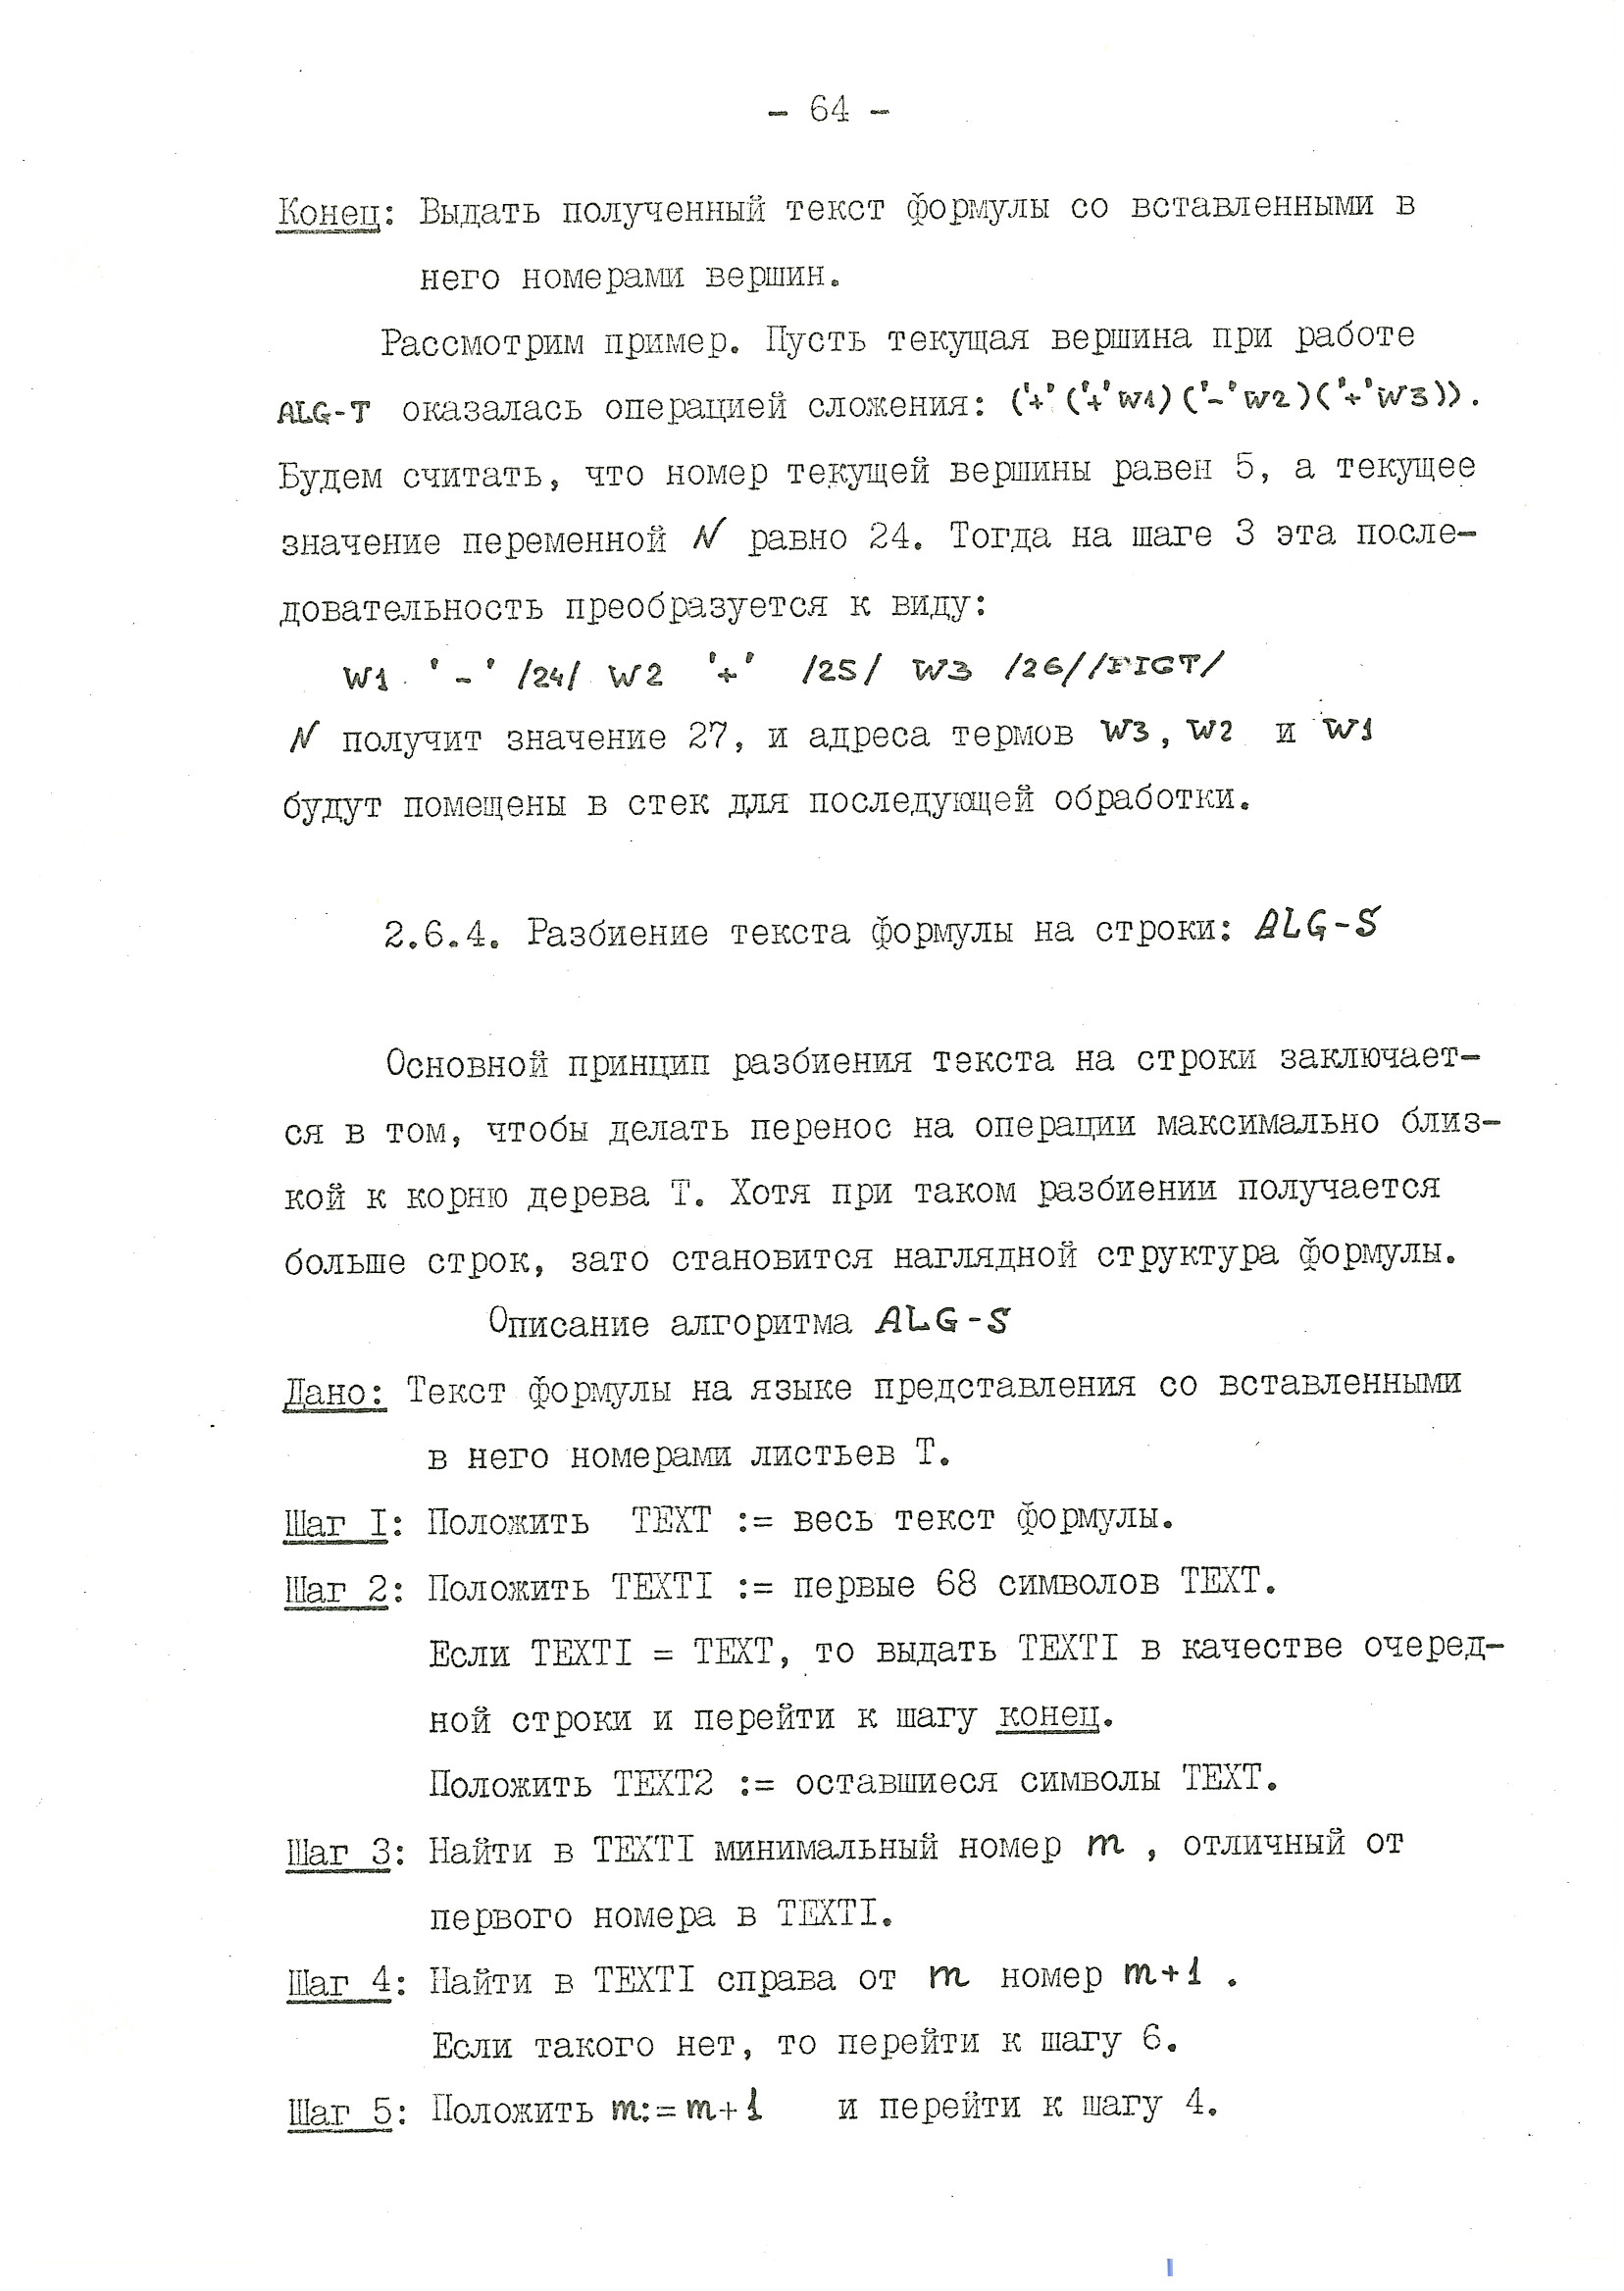 - 64 -
Конец: Выдать полученный текст формулы со вставленными в
него номерами вершин.
Рассмотрим пример. Пусть текущая вершина при работе
ALG-T оказалась операцией сложения: ('+'('+'W1)('-'W2)('+'W3)).
Будем считать, что номер текущей вершины равен 5, а текущее
значение переменной N равно 24. Тогда на шаге 3 эта после-
довательность преобразуется к виду:
W1 '-' /24/ W2 '+' /25/ W3 /26//FIGT/
N получит значение 27, и адреса термов W3, W2 и W1
будут помещены в стек для последующей обработки.
2.6.4. Разбиение текста формулы на строки: ALG-S
Основной принцип разбиения текста на строки заключает-
ся в том, чтобы делать перенос на операции максимально близ-
кой к корню дерева Т. Хотя при таком разбиении получается
больше строк, зато становится наглядной структура формулы.
Описание алгоритма ALG-S
Дано: Текст формулы на языке представления со вставленными
в него номерами листьев Т.
Шаг I: Положить TEXT := весь текст формулы.
Шаг 2: Положить TEXTI := первые 68 символов TEXT.
Если TEXTI = TEXT, то выдать TEXTI в качестве очеред-
ной строки и перейти к шагу конец.
Положить TEXT2 := оставшиеся символы TEXT.
Шаг 3: Найти в TEXTI минимальный номер m , отличный от
первого номера в TEXTI.
Шаг 4: Найти в TEXTI справа от m номер m+1 .
Если такого нет, то перейти к шагу 6.
Шаг 5: Положить m:=m+1 и перейти к шагу 4.